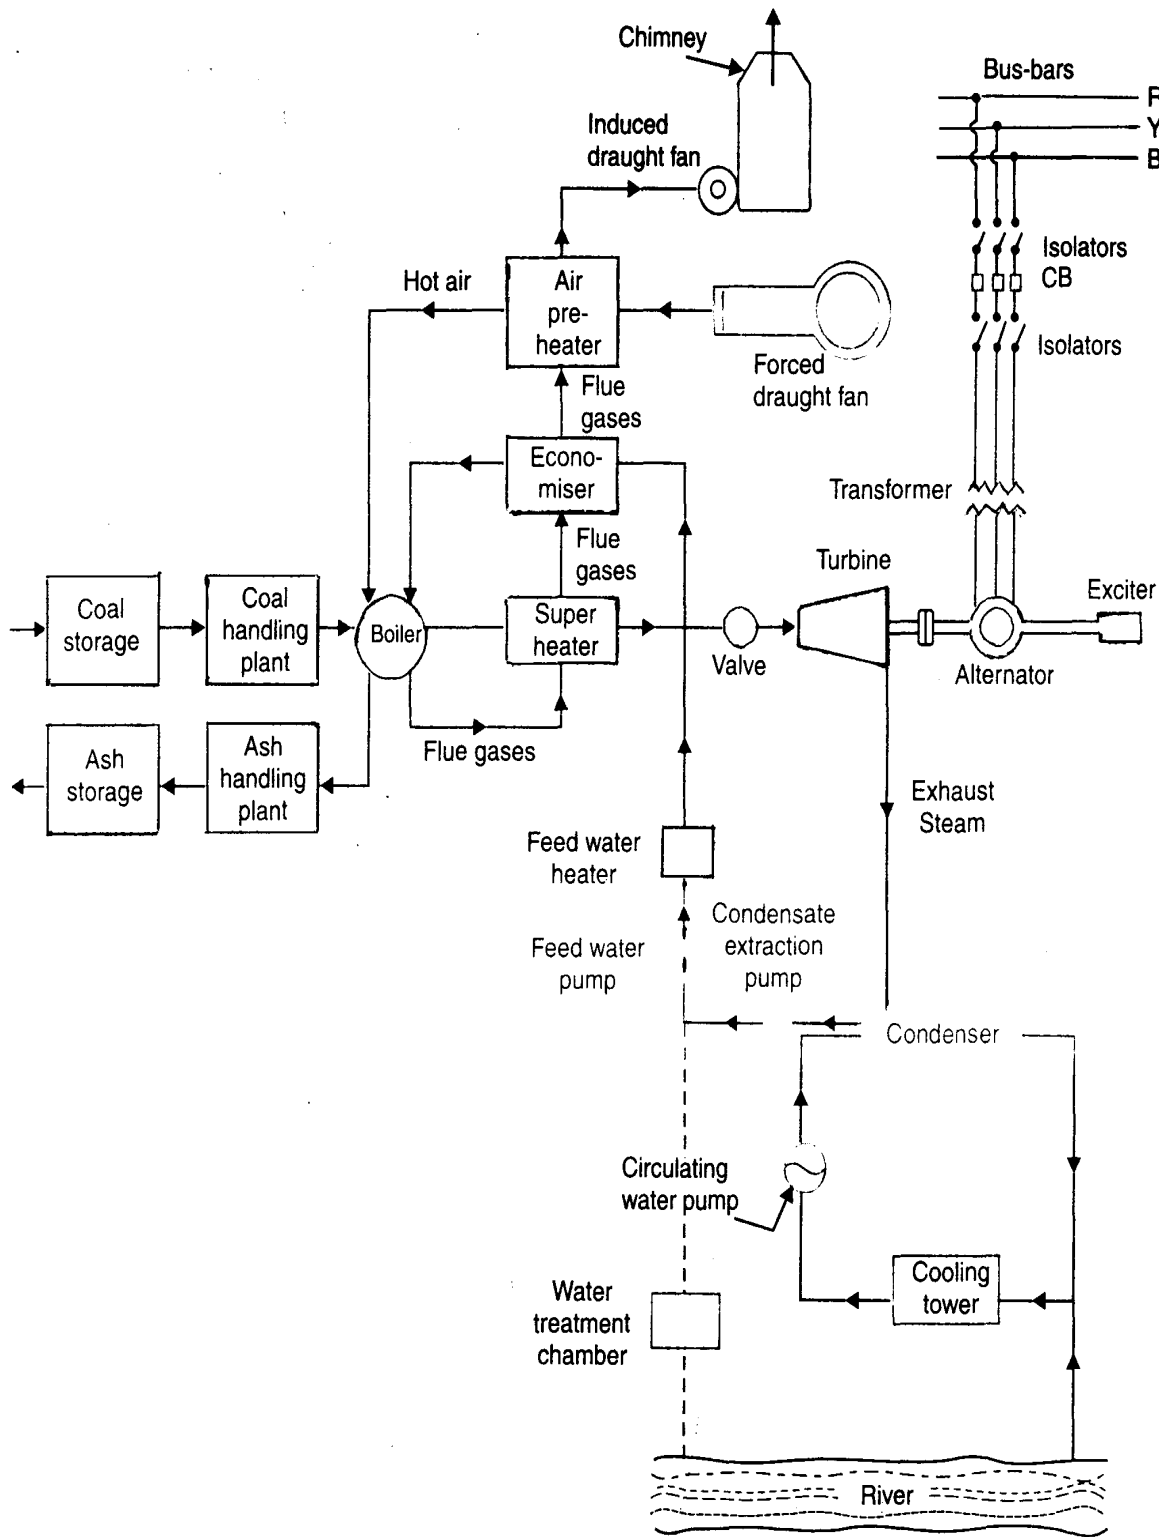 Chimney
Bus-bars
R
Y
B
Induced
draught fan
Isolators
CB
Isolators
Hot air
Air
pre-
heater
Forced
draught fan
Flue
gases
Econo-
miser
Transformer
Flue
gases
Turbine
Exciter
Coal
storage
Coal
handling
plant
Boiler
Super
heater
Valve
Alternator
Flue gases
Ash
storage
Ash
handling
plant
Exhaust
Steam
Feed water
heater
Feed water
pump
Condensate
extraction
pump
Condenser
Circulating
water pump
Cooling
tower
Water
treatment
chamber
River